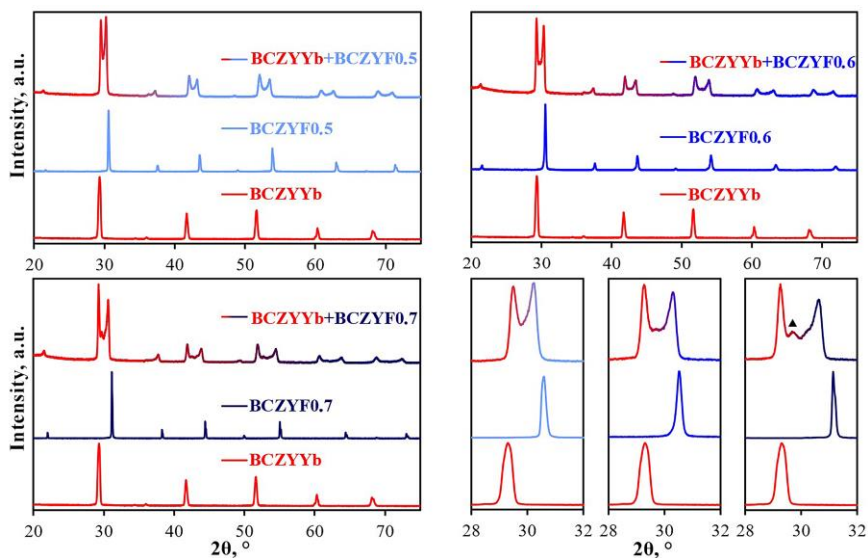 Intensity, a.u.
BCZYYb+BCZYF0.5
BCZYF0.5
BCZYYb
20 30 40 50 60 70
BCZYYb+BCZYF0.6
BCZYF0.6
BCZYYb
20 30 40 50 60 70
Intensity, a.u.
BCZYYb+BCZYF0.7
BCZYF0.7
BCZYYb
20 30 40 50 60 70
2θ, °
28 30 32
28 30 32
28 30 32
2θ, °